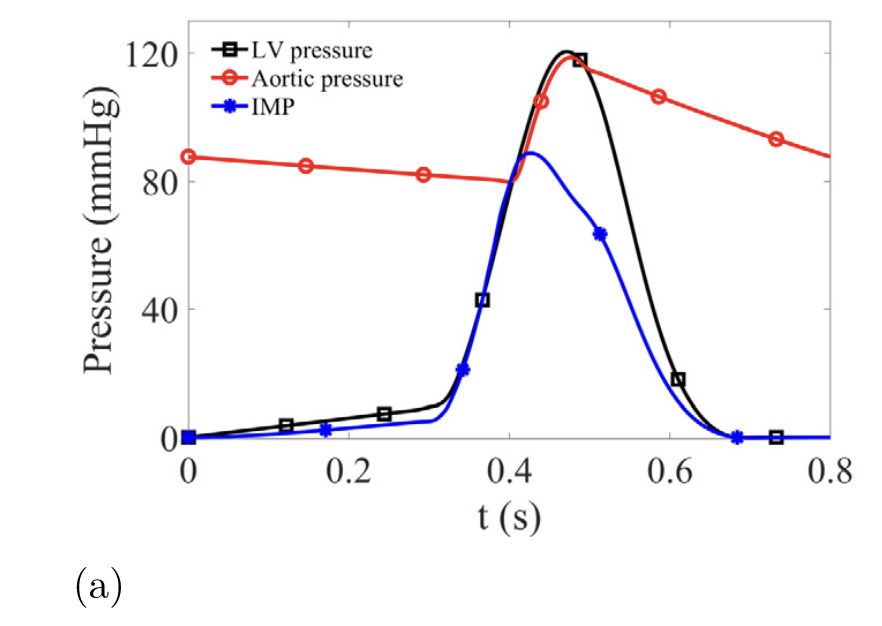 120
80
40
0
Pressure (mmHg)
LV pressure
Aortic pressure
IMP
0 0.2 0.4 0.6 0.8
t (s)
(a)